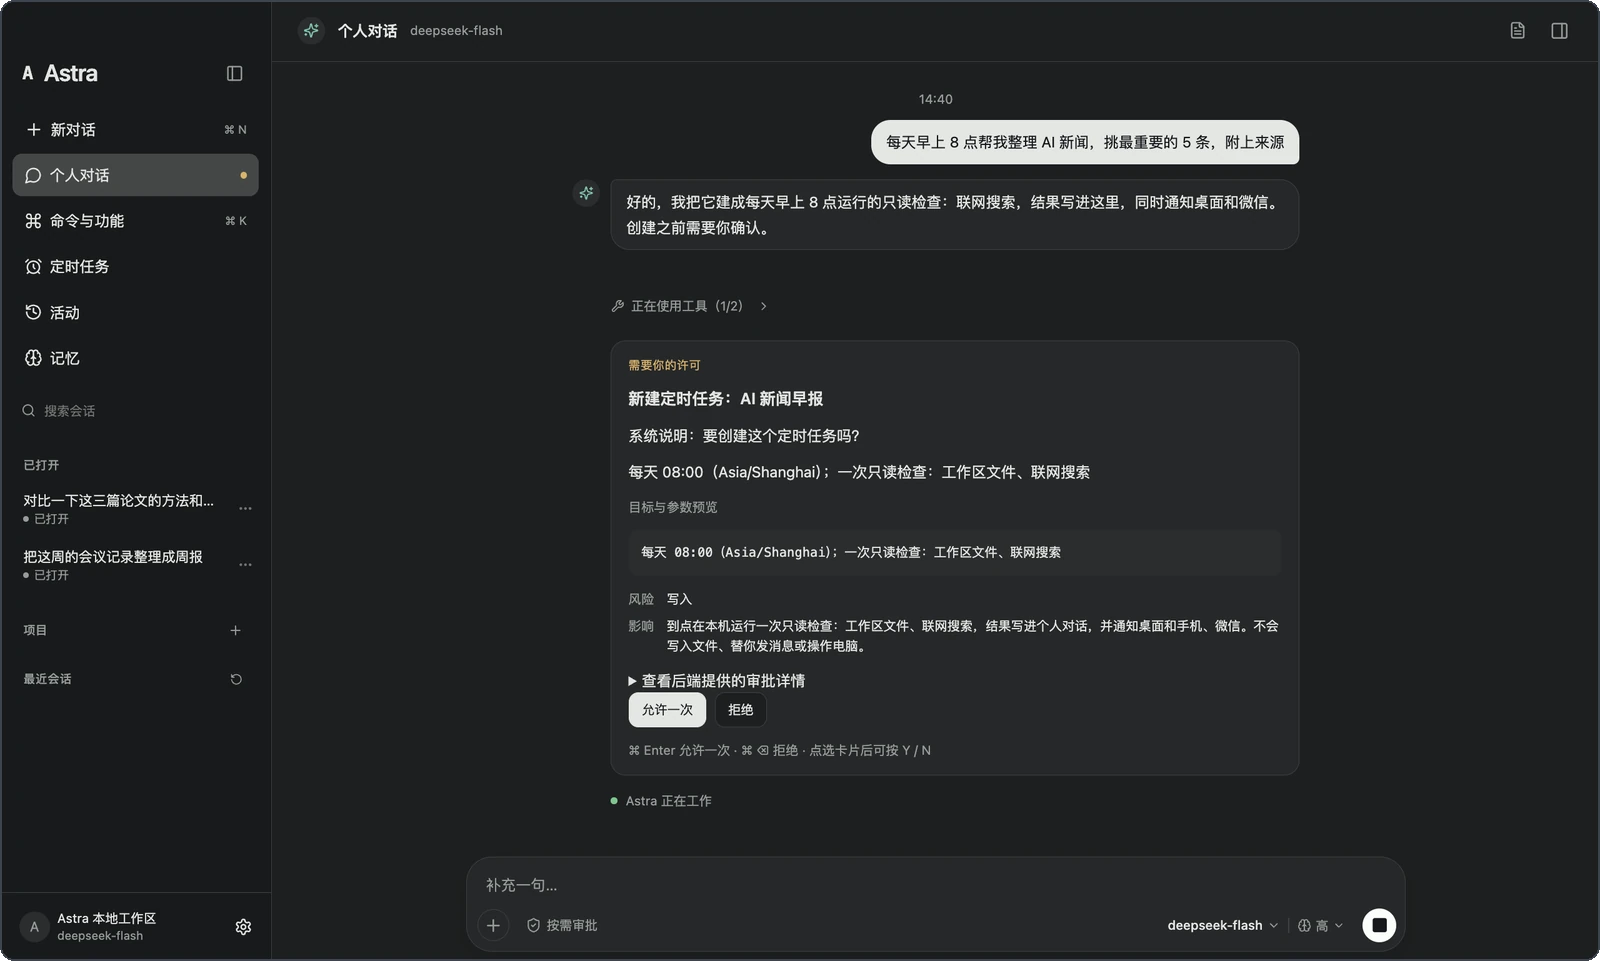 A Astra
新对话 ⌘ N
个人对话
命令与功能 ⌘ K
定时任务
活动
记忆
搜索会话
已打开
对比一下这三篇论文的方法和...
已打开
把这周的会议记录整理成周报
已打开
项目
最近会话
A
Astra 本地工作区
deepseek-flash
个人对话 deepseek-flash
14:40
每天早上 8 点帮我整理 AI 新闻，挑最重要的 5 条，附上来源
好的，我把它建成每天早上 8 点运行的只读检查：联网搜索，结果写进这里，同时通知桌面和微信。
创建之前需要你确认。
正在使用工具（1/2）
需要你的许可
新建定时任务：AI 新闻早报
系统说明：要创建这个定时任务吗？
每天 08:00（Asia/Shanghai）；一次只读检查：工作区文件、联网搜索
目标与参数预览
每天 08:00（Asia/Shanghai）；一次只读检查：工作区文件、联网搜索
风险 写入
影响 到点在本机运行一次只读检查：工作区文件、联网搜索，结果写进个人对话，并通知桌面和手机、微信。不会
写入文件、替你发消息或操作电脑。
查看后端提供的审批详情
允许一次 拒绝
⌘ Enter 允许一次 · ⌘ ⌫ 拒绝 · 点选卡片后可按 Y / N
Astra 正在工作
补充一句...
按需审批 deepseek-flash 高